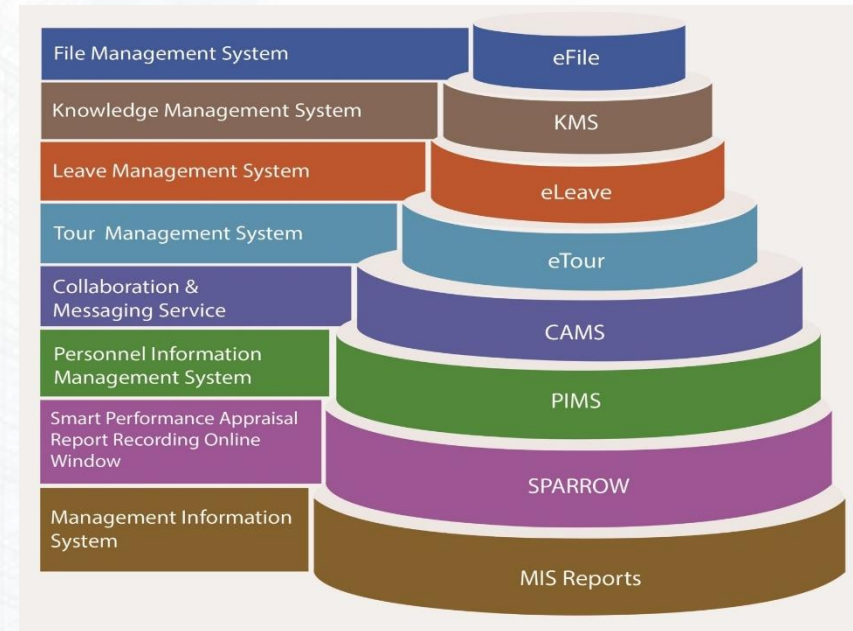 File Management System
eFile
Knowledge Management System
KMS
Leave Management System
eLeave
Tour Management System
eTour
Collaboration &
Messaging Service
CAMS
Personnel Information
Management System
PIMS
Smart Performance Appraisal
Report Recording Online
Window
SPARROW
Management Information
System
MIS Reports